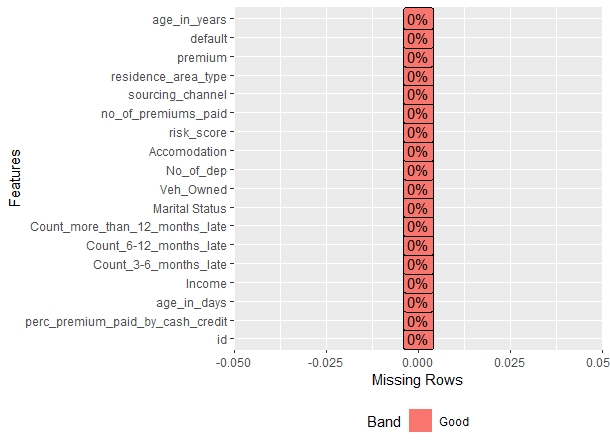 Features
age_in_years 0%
default 0%
premium 0%
residence_area_type 0%
sourcing_channel 0%
no_of_premiums_paid 0%
risk_score 0%
Accomodation 0%
No_of_dep 0%
Veh_Owned 0%
Marital Status 0%
Count_more_than_12_months_late 0%
Count_6-12_months_late 0%
Count_3-6_months_late 0%
Income 0%
age_in_days 0%
perc_premium_paid_by_cash_credit 0%
id 0%
-0.050 -0.025 0.000 0.025 0.05
Missing Rows
Band Good